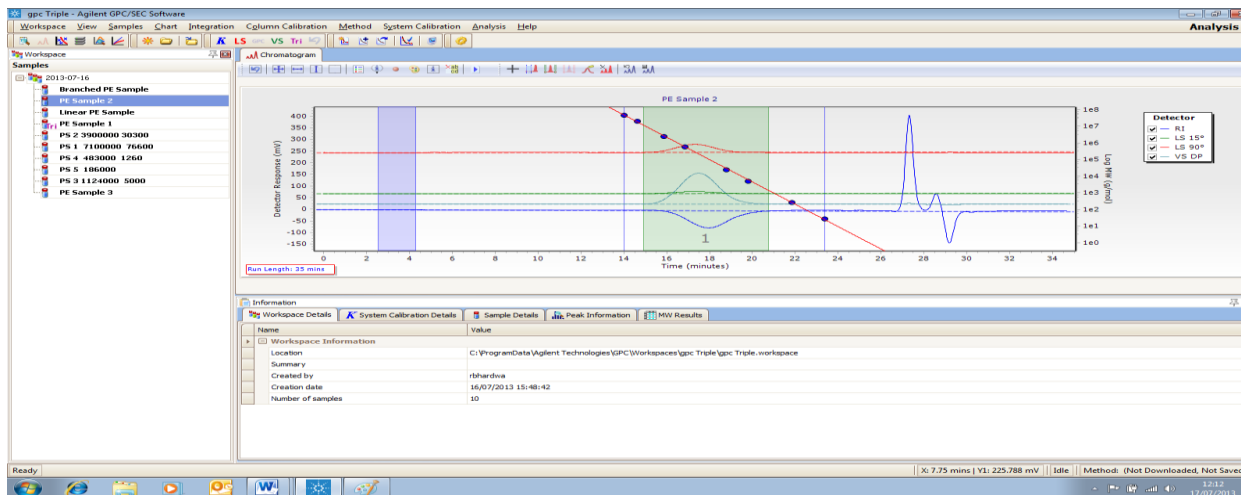 gpc Triple - Agilent GPC/SEC Software
Workspace View Samples Chart Integration Column Calibration Method System Calibration Analysis Help
Analysis
K LS VS Tri
Workspace
Samples
2013-07-16
Branched PE Sample
PE Sample 2
Linear PE Sample
Tri PE Sample 1
PS 2 3900000 30300
PS 1 7100000 76600
PS 4 483000 1260
PS 5 186000
PS 3 1124000 5000
PE Sample 3
Chromatogram
PE Sample 2
Detector Response (mV)
400
350
300
250
200
150
100
50
0
-50
-100
-150
1
1e8
1e7
1e6
1e5
1e4
1e3
1e2
1e1
1e0
Log MW (g/mol)
0 2 4 6 8 10 12 14 16 18 20 22 24 26 28 30 32 34
Time (minutes)
Run Length: 35 mins
Detector
RI
LS 15°
LS 90°
VS DP
Information
Workspace Details K System Calibration Details Sample Details Peak Information MW Results
Name Value
Workspace Information
Location C:\ProgramData\Agilent Technologies\GPC\Workspaces\gpc Triple\gpc Triple.workspace
Summary
Created by rbhardwa
Creation date 16/07/2013 15:48:42
Number of samples 10
Ready X: 7.75 mins | Y1: 225.788 mV Idle Method: (Not Downloaded, Not Saved
12:12
17/07/2013